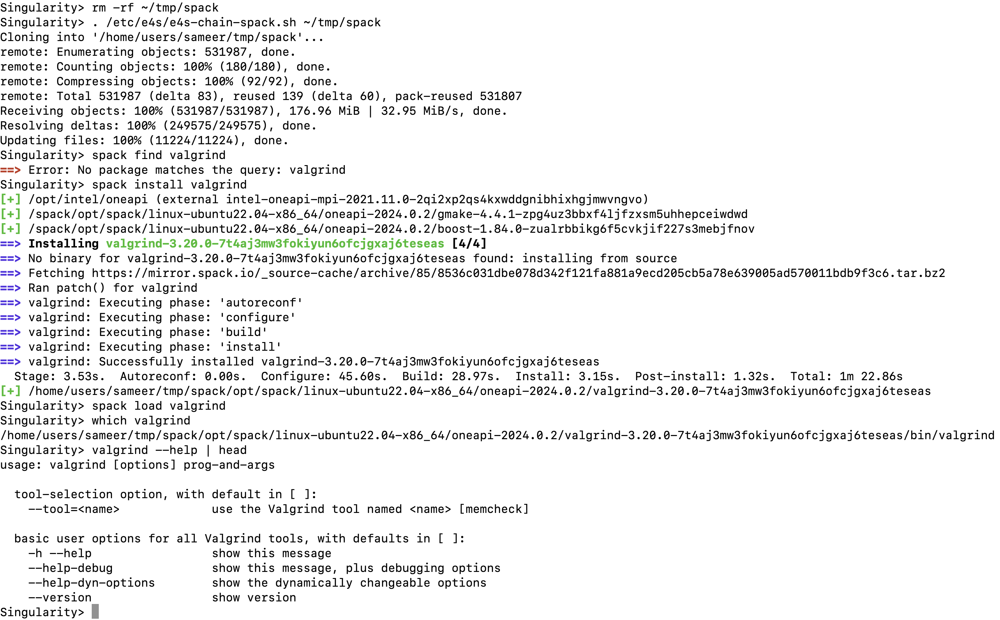 Singularity> rm -rf ~/tmp/spack
Singularity> . /etc/e4s/e4s-chain-spack.sh ~/tmp/spack
Cloning into '/home/users/sameer/tmp/spack'...
remote: Enumerating objects: 531987, done.
remote: Counting objects: 100% (180/180), done.
remote: Compressing objects: 100% (92/92), done.
remote: Total 531987 (delta 83), reused 139 (delta 60), pack-reused 531807
Receiving objects: 100% (531987/531987), 176.96 MiB | 32.95 MiB/s, done.
Resolving deltas: 100% (249575/249575), done.
Updating files: 100% (11224/11224), done.
Singularity> spack find valgrind
==> Error: No package matches the query: valgrind
Singularity> spack install valgrind
[+] /opt/intel/oneapi (external intel-oneapi-mpi-2021.11.0-2qi2xp2qs4kxwddgnibhixhgjmwvngvo)
[+] /spack/opt/spack/linux-ubuntu22.04-x86_64/oneapi-2024.0.2/gmake-4.4.1-zpg4uz3bbxf4ljfzxsm5uhhepceiwdwd
[+] /spack/opt/spack/linux-ubuntu22.04-x86_64/oneapi-2024.0.2/boost-1.84.0-zualrbbikg6f5cvkjif227s3mebjfnov
==> Installing valgrind-3.20.0-7t4aj3mw3fokiyun6ofcjgxaj6teseas [4/4]
==> No binary for valgrind-3.20.0-7t4aj3mw3fokiyun6ofcjgxaj6teseas found: installing from source
==> Fetching https://mirror.spack.io/_source-cache/archive/85/8536c031dbe078d342f121fa881a9ecd205cb5a78e639005ad570011bdb9f3c6.tar.bz2
==> Ran patch() for valgrind
==> valgrind: Executing phase: 'autoreconf'
==> valgrind: Executing phase: 'configure'
==> valgrind: Executing phase: 'build'
==> valgrind: Executing phase: 'install'
==> valgrind: Successfully installed valgrind-3.20.0-7t4aj3mw3fokiyun6ofcjgxaj6teseas
  Stage: 3.53s.  Autoreconf: 0.00s.  Configure: 45.60s.  Build: 28.97s.  Install: 3.15s.  Post-install: 1.32s.  Total: 1m 22.86s
[+] /home/users/sameer/tmp/spack/opt/spack/linux-ubuntu22.04-x86_64/oneapi-2024.0.2/valgrind-3.20.0-7t4aj3mw3fokiyun6ofcjgxaj6teseas
Singularity> spack load valgrind
Singularity> which valgrind
/home/users/sameer/tmp/spack/opt/spack/linux-ubuntu22.04-x86_64/oneapi-2024.0.2/valgrind-3.20.0-7t4aj3mw3fokiyun6ofcjgxaj6teseas/bin/valgrind
Singularity> valgrind --help | head
usage: valgrind [options] prog-and-args

  tool-selection option, with default in [ ]:
    --tool=<name>             use the Valgrind tool named <name> [memcheck]

  basic user options for all Valgrind tools, with defaults in [ ]:
    -h --help                 show this message
    --help-debug              show this message, plus debugging options
    --help-dyn-options        show the dynamically changeable options
    --version                 show version
Singularity>